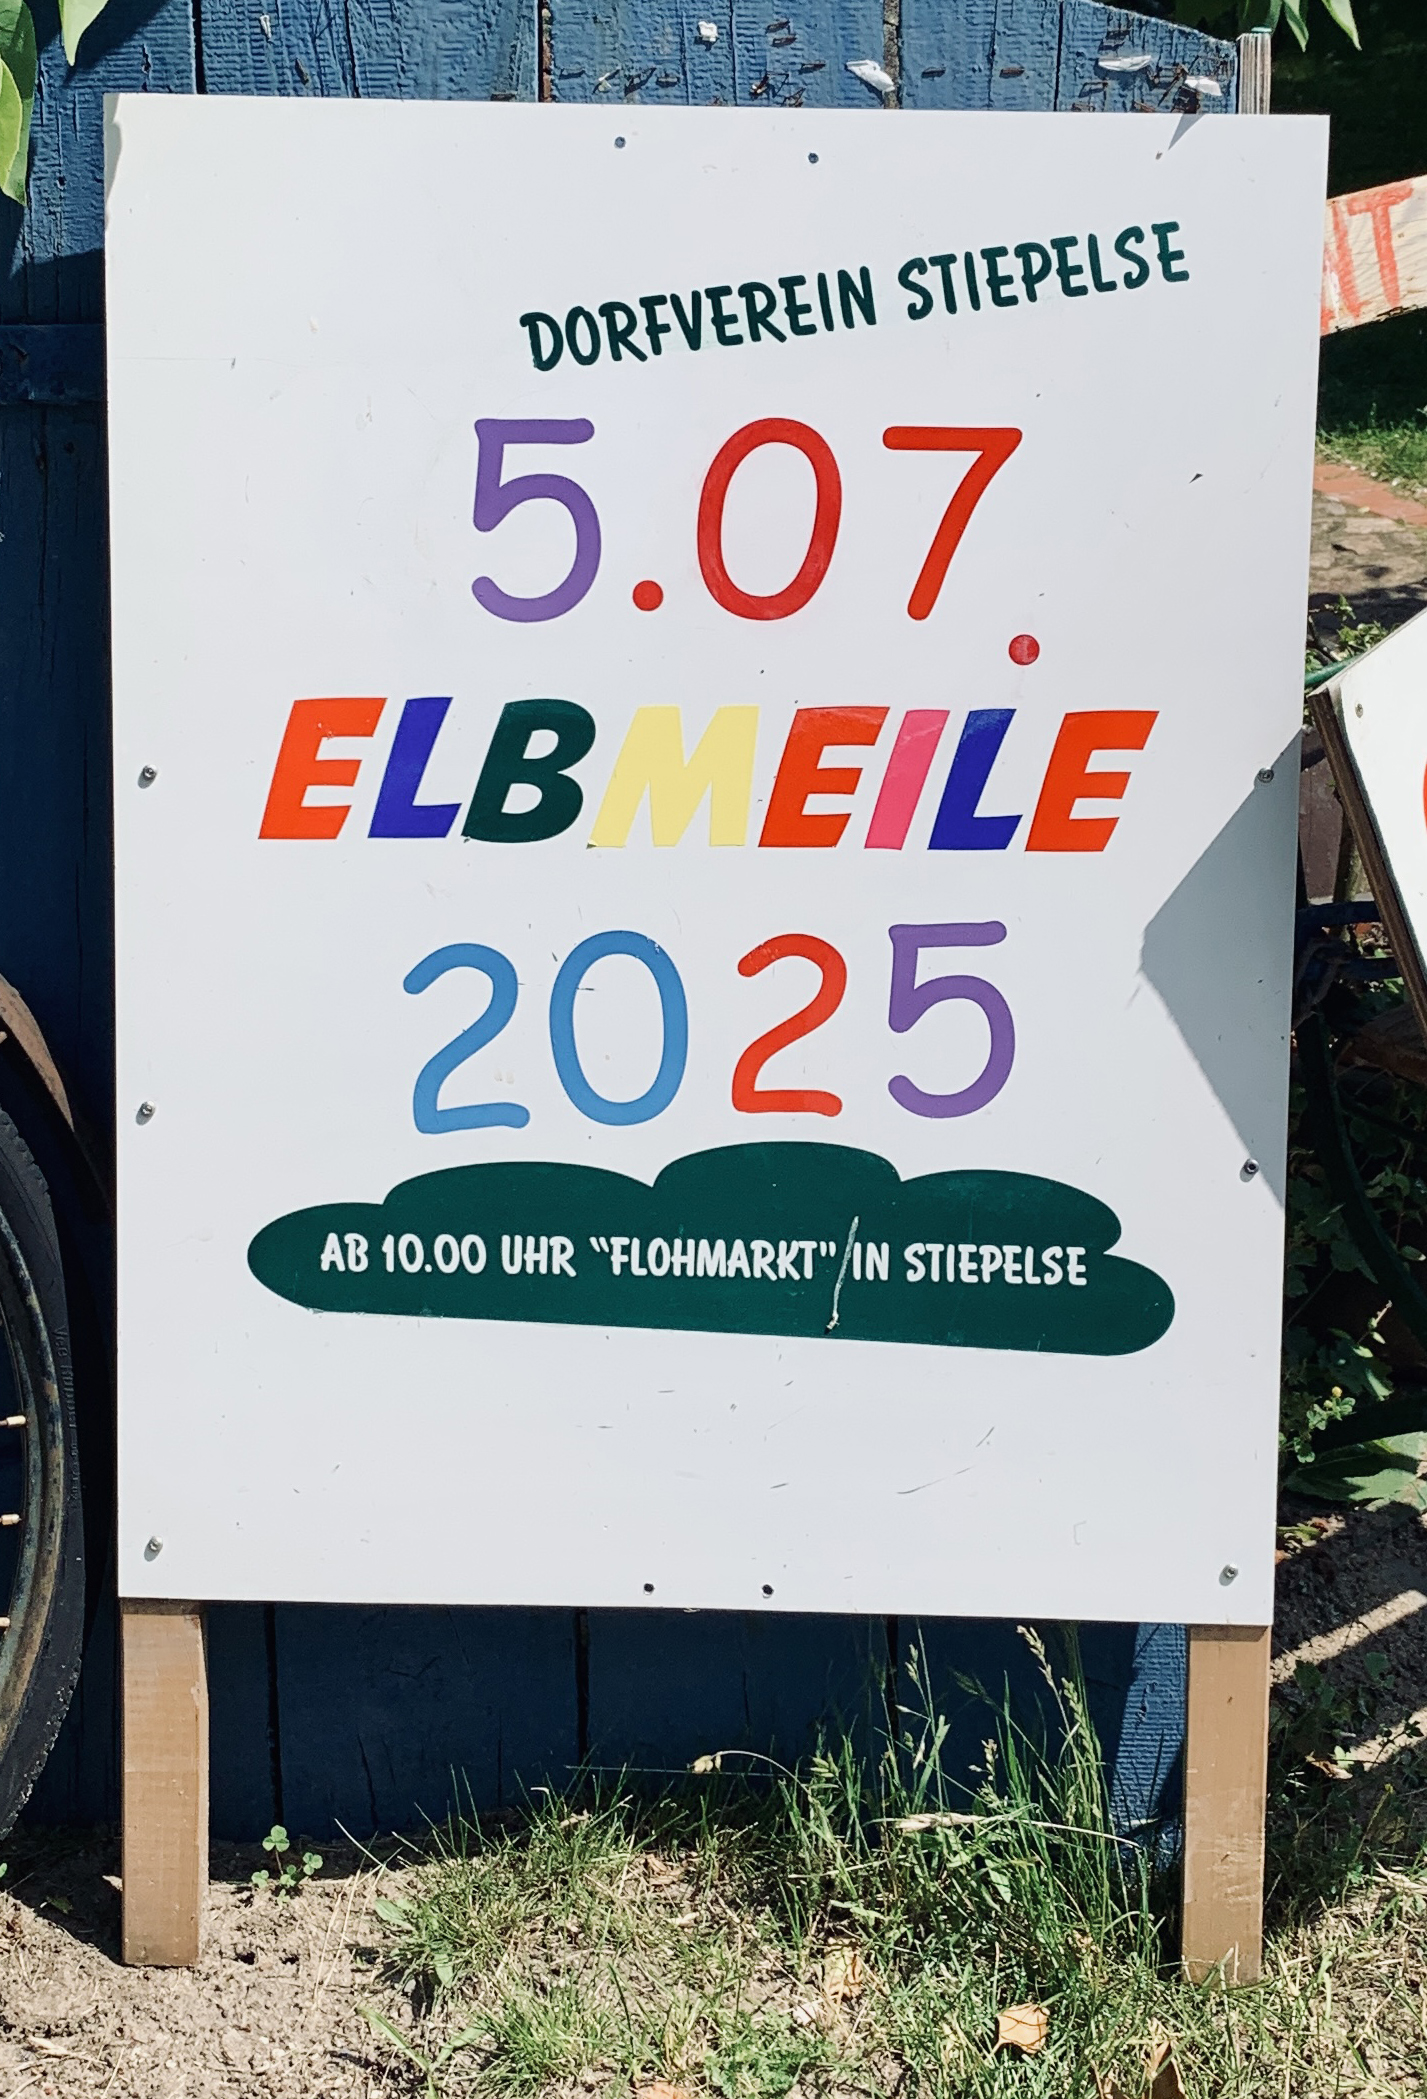 DORFVEREIN STIEPELSE
5.07.
ELBMEILE
2025
AB 10.00 UHR “FLOHMARKT" IN STIEPELSE